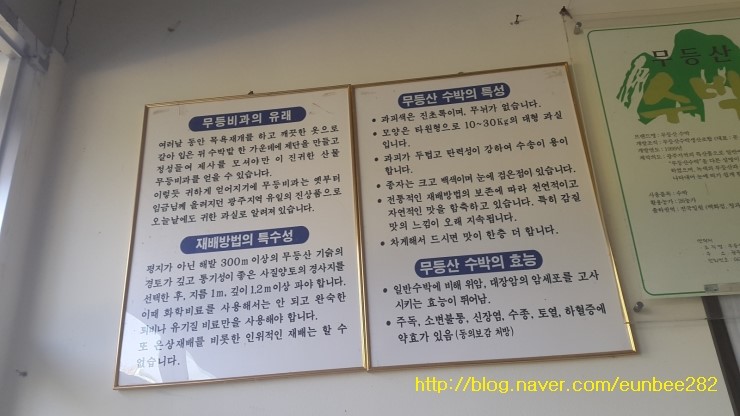 무등비과의 유래
여러날 동안 목욕재개를 하고 깨끗한 옷으로
갈아 입은 뒤 수박밭 한 가운데에 제단을 만들고
정성들여 제사를 모셔야만 이 진귀한 산물
무등비과를 얻을 수 있습니다.
이렇듯 귀하게 얻어지기에 무등비과는 옛부터
임금님께 올려지던 광주지역 유일의 진상품으로
오늘날에도 귀한 과실로 알려져 있습니다.
재배방법의 특수성
평지가 아닌 해발 300m이상의 무등산 기슭의
경토가 깊고 통기성이 좋은 사질양토의 경사지를
선택한 후, 지름 1m, 깊이 1.2m이상 파야 합니다.
이때 화학비료를 사용해서는 안 되고 완숙한
퇴비나 유기질 비료만을 사용해야 합니다.
또 온상재배를 비롯한 인위적인 재배는 할 수
없습니다.
무등산 수박의 특성
• 과피색은 진초록이며, 무늬가 없습니다.
• 모양은 타원형으로 10~30Kg의 대형 과실
입니다.
• 과피가 두껍고 탄력성이 강하여 수송이 용이
합니다.
• 종자는 크고 백색이며 눈에 검은점이 있습니다.
• 전통적인 재배방법의 보존에 따라 천연적이고
자연적인 맛을 함축하고 있습니다. 특히 감칠
맛의 느낌이 오래 지속됩니다.
• 차게해서 드시면 맛이 한층 더 합니다.
무등산 수박의 효능
• 일반수박에 비해 위암, 대장암의 암세포를 고사
시키는 효능이 뛰어남.
• 주독, 소변불통, 신장염, 수종, 토열, 하혈증에
약효가 있음 (동의보감 처방)
무등산
수박
http://blog.naver.com/eunbee282